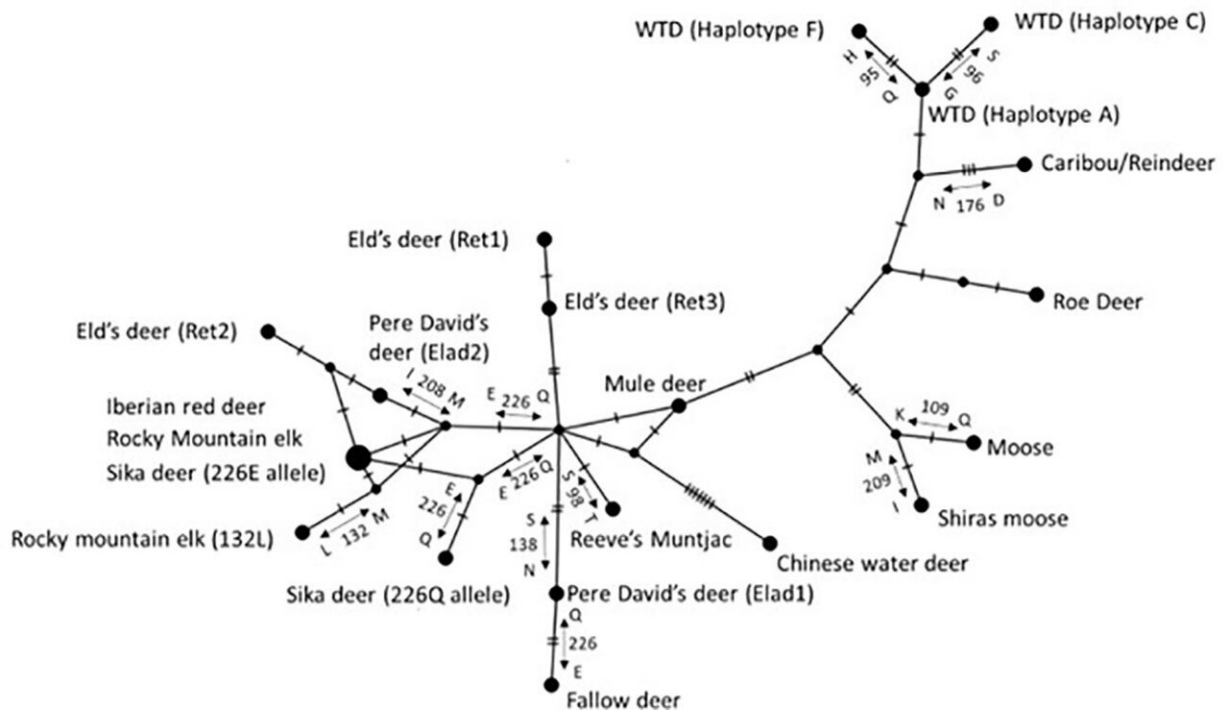 WTD (Haplotype F)
WTD (Haplotype C)
H
95
Q
S
96
G
WTD (Haplotype A)
Caribou/Reindeer
N 176 D
Eld's deer (Ret1)
Eld's deer (Ret3)
Roe Deer
Eld's deer (Ret2)
Pere David's
deer (Elad2)
I 208 M
E 226 Q
Mule deer
Iberian red deer
Rocky Mountain elk
Sika deer (226E allele)
K 109 Q
Moose
M
209
I
Shiras moose
E 226 Q
S
98
T
E
226
Q
L 132 M
Rocky mountain elk (132L)
S
138
N
Reeve's Muntjac
Chinese water deer
Sika deer (226Q allele)
Pere David's deer (Elad1)
Q
226
E
Fallow deer